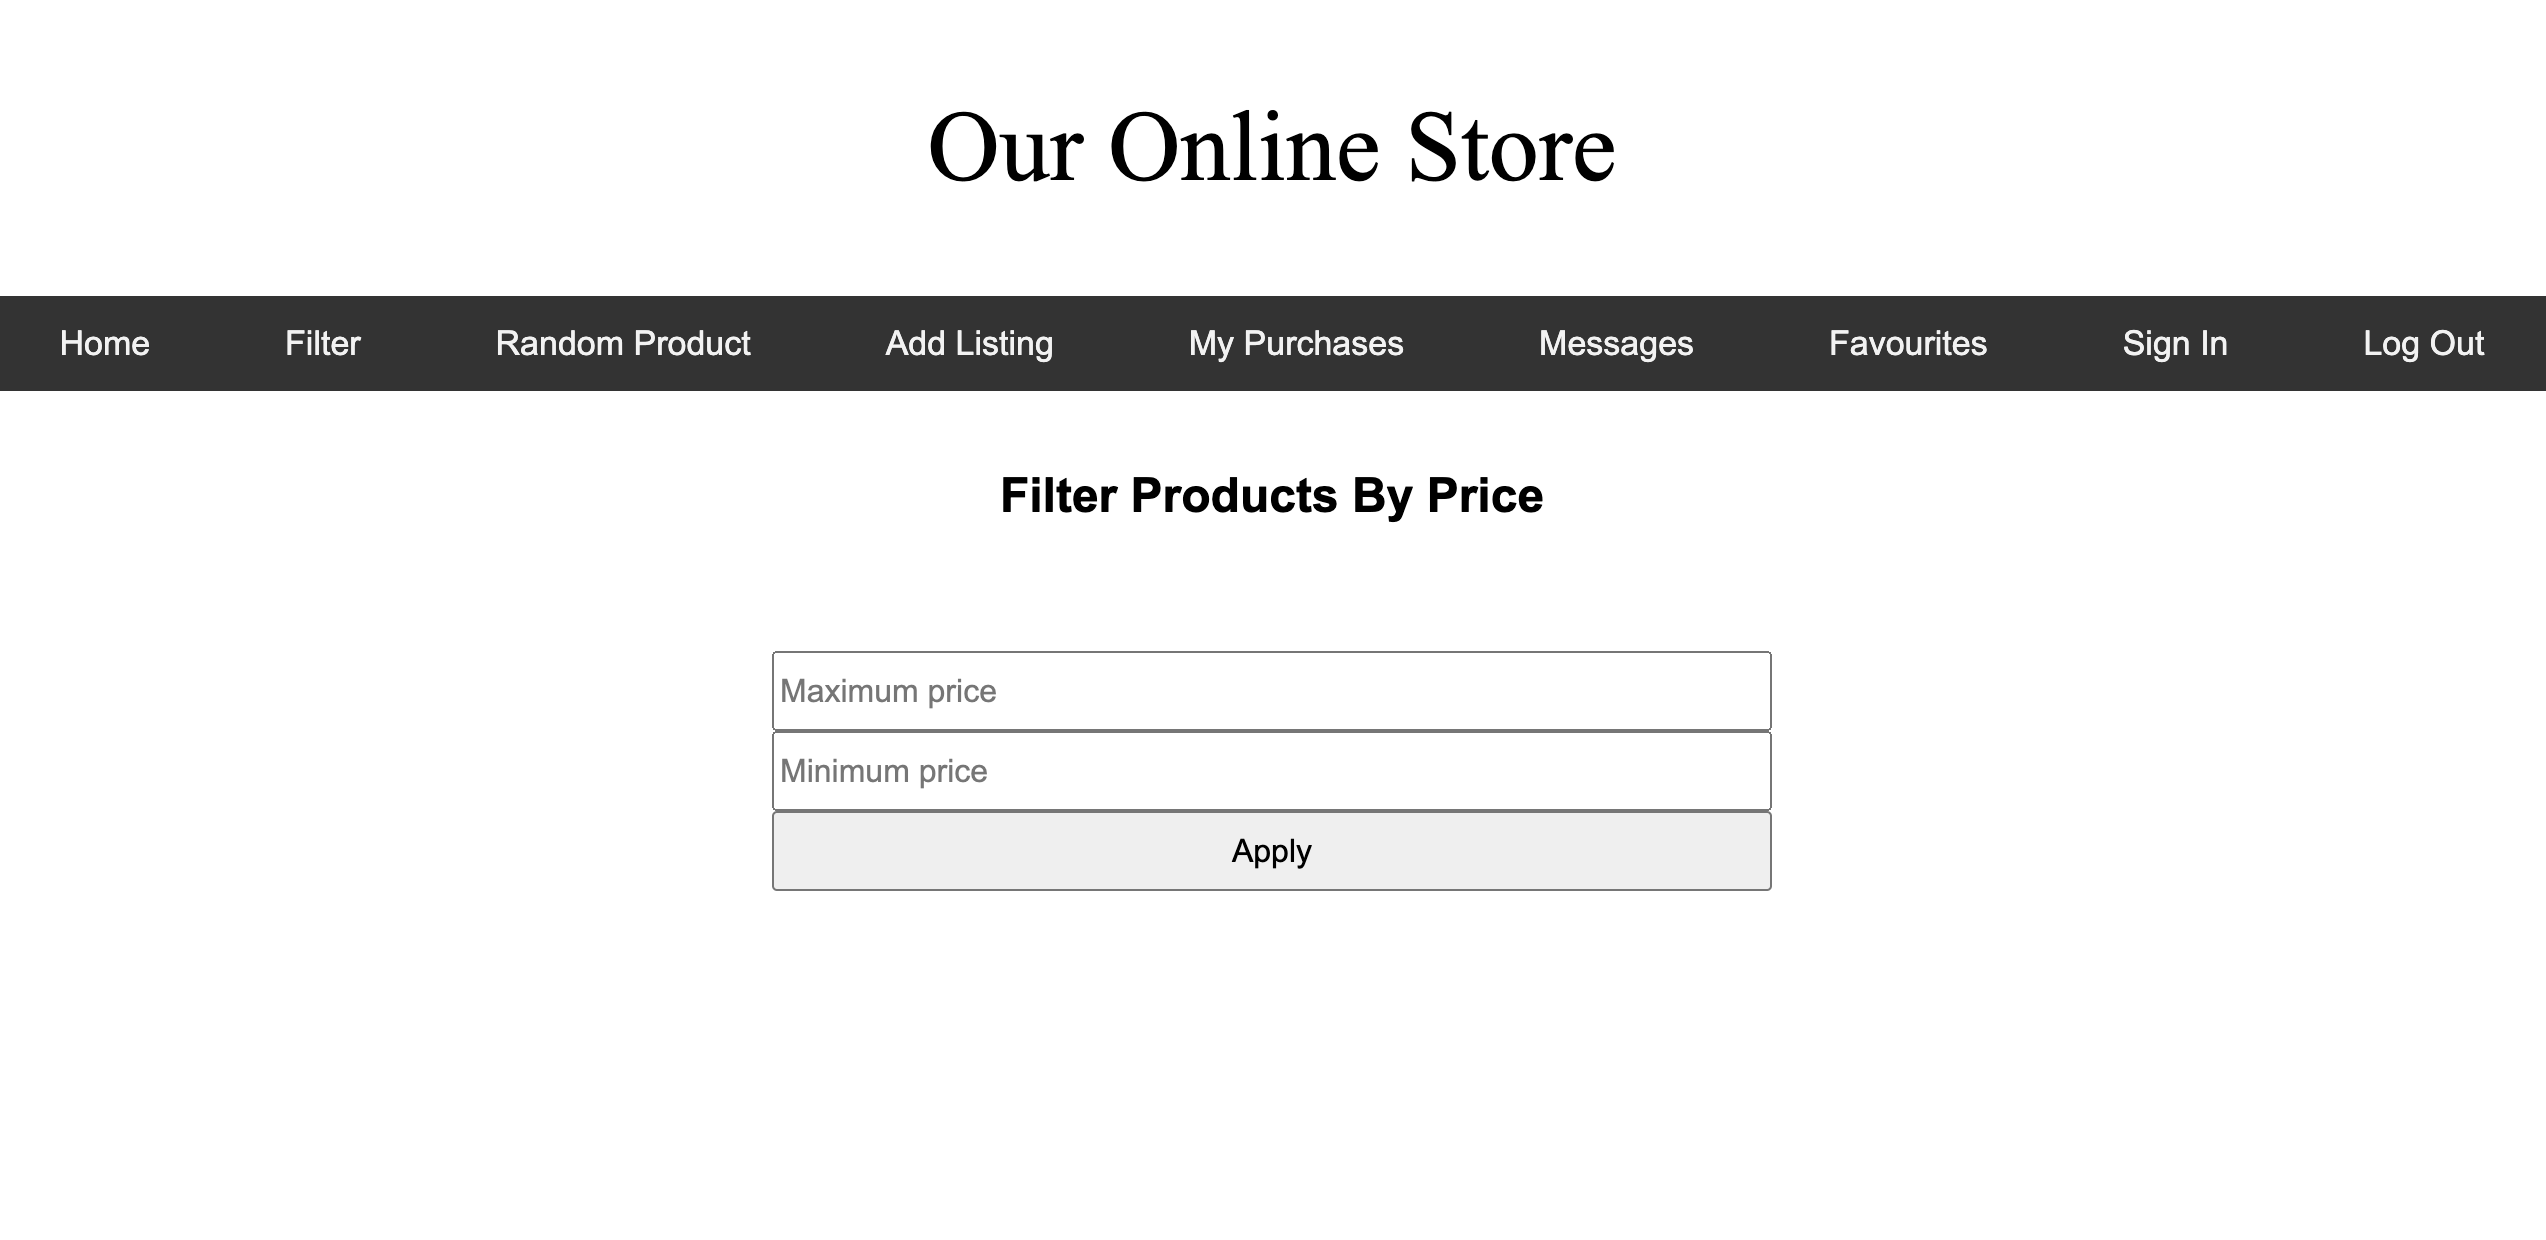 Our Online Store
Home Filter Random Product Add Listing My Purchases Messages Favourites Sign In Log Out
Filter Products By Price
Maximum price
Minimum price
Apply